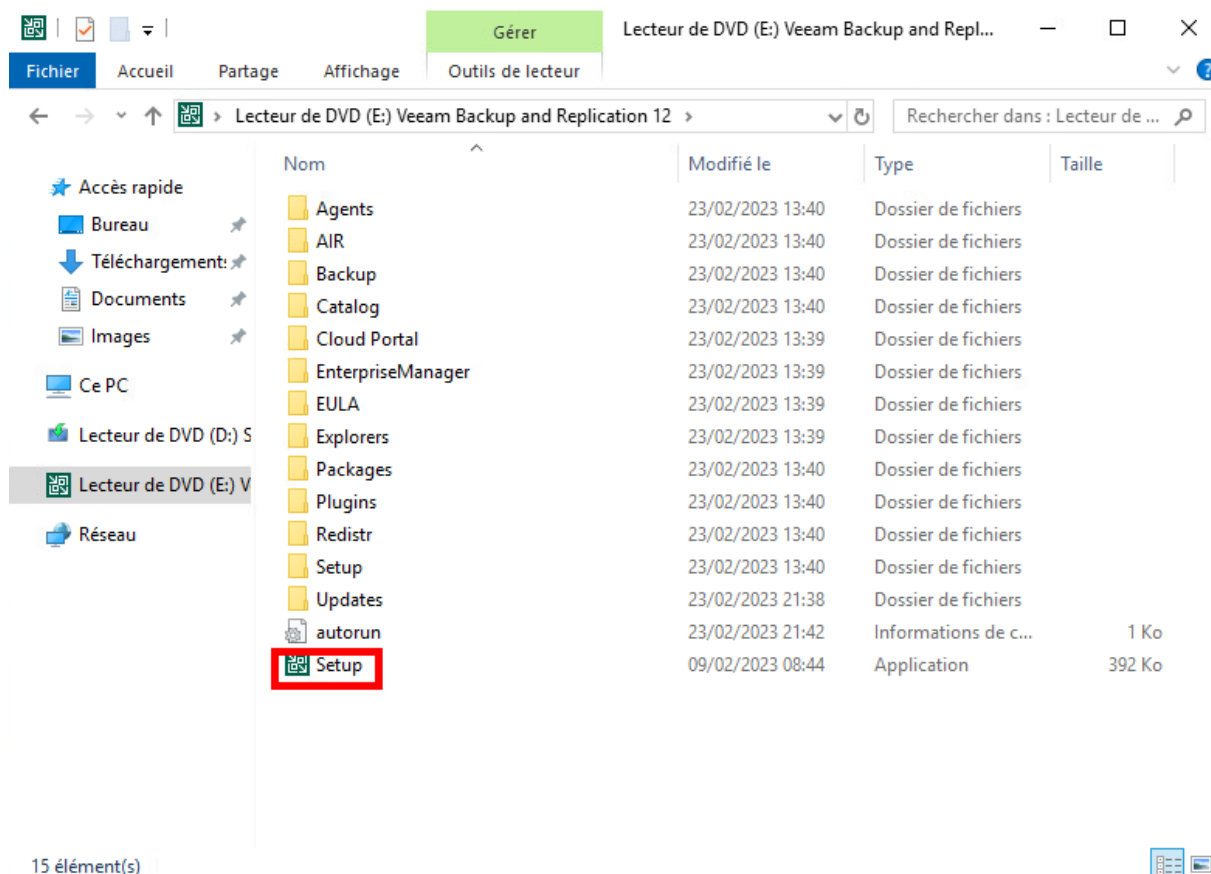 Gérer
Lecteur de DVD (E:) Veeam Backup and Repl...
Fichier Accueil Partage Affichage Outils de lecteur
Lecteur de DVD (E:) Veeam Backup and Replication 12
Rechercher dans : Lecteur de ...
Accès rapide
Bureau
Téléchargement:
Documents
Images
Ce PC
Lecteur de DVD (D:) S
Lecteur de DVD (E:) V
Réseau
Nom Modifié le Type Taille
Agents 23/02/2023 13:40 Dossier de fichiers
AIR 23/02/2023 13:40 Dossier de fichiers
Backup 23/02/2023 13:40 Dossier de fichiers
Catalog 23/02/2023 13:40 Dossier de fichiers
Cloud Portal 23/02/2023 13:39 Dossier de fichiers
EnterpriseManager 23/02/2023 13:39 Dossier de fichiers
EULA 23/02/2023 13:39 Dossier de fichiers
Explorers 23/02/2023 13:39 Dossier de fichiers
Packages 23/02/2023 13:40 Dossier de fichiers
Plugins 23/02/2023 13:40 Dossier de fichiers
Redistr 23/02/2023 13:40 Dossier de fichiers
Setup 23/02/2023 13:40 Dossier de fichiers
Updates 23/02/2023 21:38 Dossier de fichiers
autorun 23/02/2023 21:42 Informations de c... 1 Ko
Setup 09/02/2023 08:44 Application 392 Ko
15 élément(s)